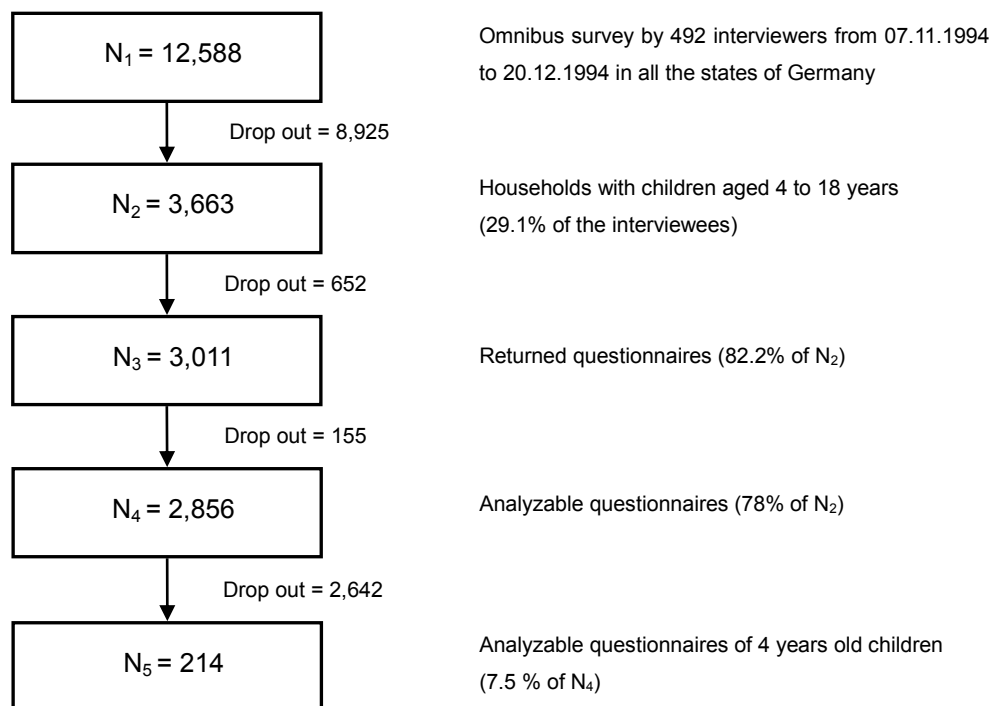 N₁ = 12,588
Omnibus survey by 492 interviewers from 07.11.1994
to 20.12.1994 in all the states of Germany
Drop out = 8,925
N₂ = 3,663
Households with children aged 4 to 18 years
(29.1% of the interviewees)
Drop out = 652
N₃ = 3,011
Returned questionnaires (82.2% of N₂)
Drop out = 155
N₄ = 2,856
Analyzable questionnaires (78% of N₂)
Drop out = 2,642
N₅ = 214
Analyzable questionnaires of 4 years old children
(7.5 % of N₄)